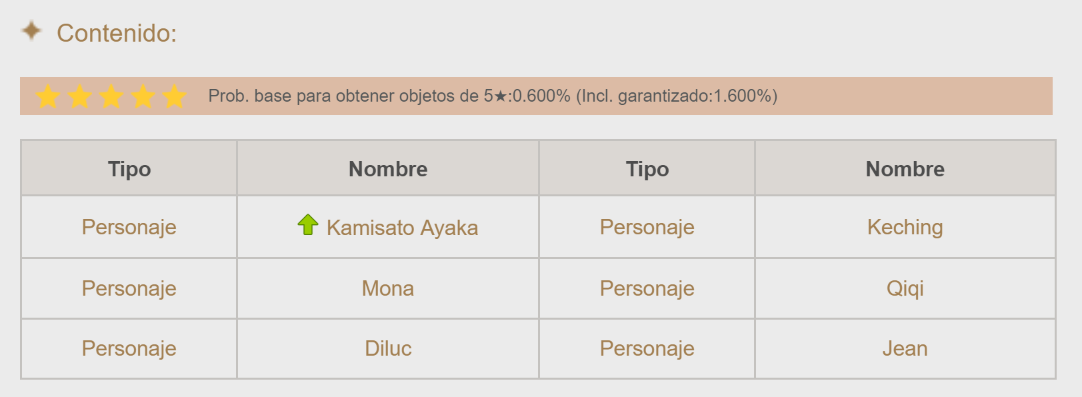 Contenido:
Prob. base para obtener objetos de 5★:0.600% (Incl. garantizado:1.600%)
Tipo Nombre Tipo Nombre
Personaje Kamisato Ayaka Personaje Keching
Personaje Mona Personaje Qiqi
Personaje Diluc Personaje Jean